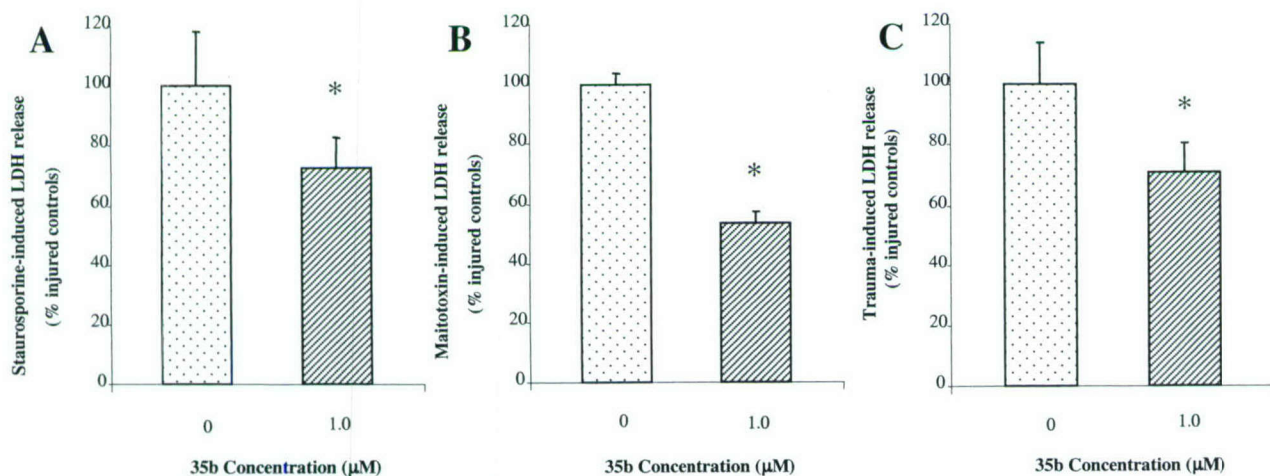 A
Staurosporine-induced LDH release
(% injured controls)
120
100
80
60
40
20
0
*
0
1.0
35b Concentration (µM)
B
Maitotoxin-induced LDH release
(% injured controls)
120
100
80
60
40
20
0
*
0
1.0
35b Concentration (µM)
C
Trauma-induced LDH release
(% injured controls)
120
100
80
60
40
20
0
*
0
1.0
35b Concentration (µM)